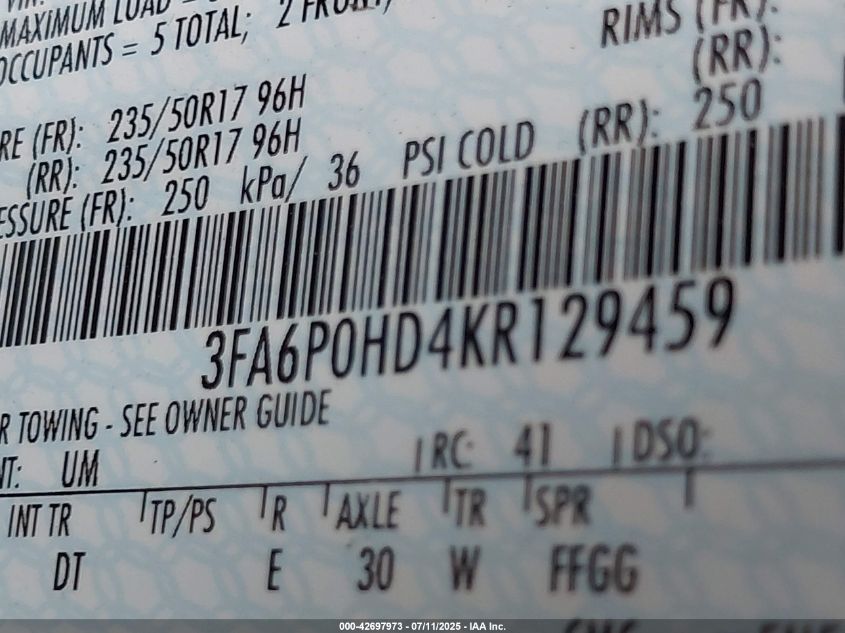 MAXIMUM LOAD =
OCCUPANTS = 5 TOTAL; 2 FRONT,
RIMS (FR):
(RR):
RE (FR): 235/50R17 96H
(RR): 235/50R17 96H
ESSURE (FR): 250 kPa/ 36 PSI COLD (RR): 250
3FA6P0HD4KR129459
R TOWING - SEE OWNER GUIDE
NT: UM RC: 41 DSO:
INT TR TP/PS R AXLE TR SPR
DT E 30 W FFGG
000-42697973 - 07/11/2025 - IAA Inc.